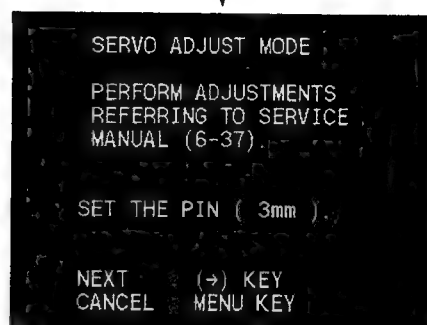 SERVO ADJUST MODE
PERFORM ADJUSTMENTS
REFERRING TO SERVICE
MANUAL (6-37).
SET THE PIN ( 3mm ).
NEXT : (→) KEY
CANCEL : MENU KEY